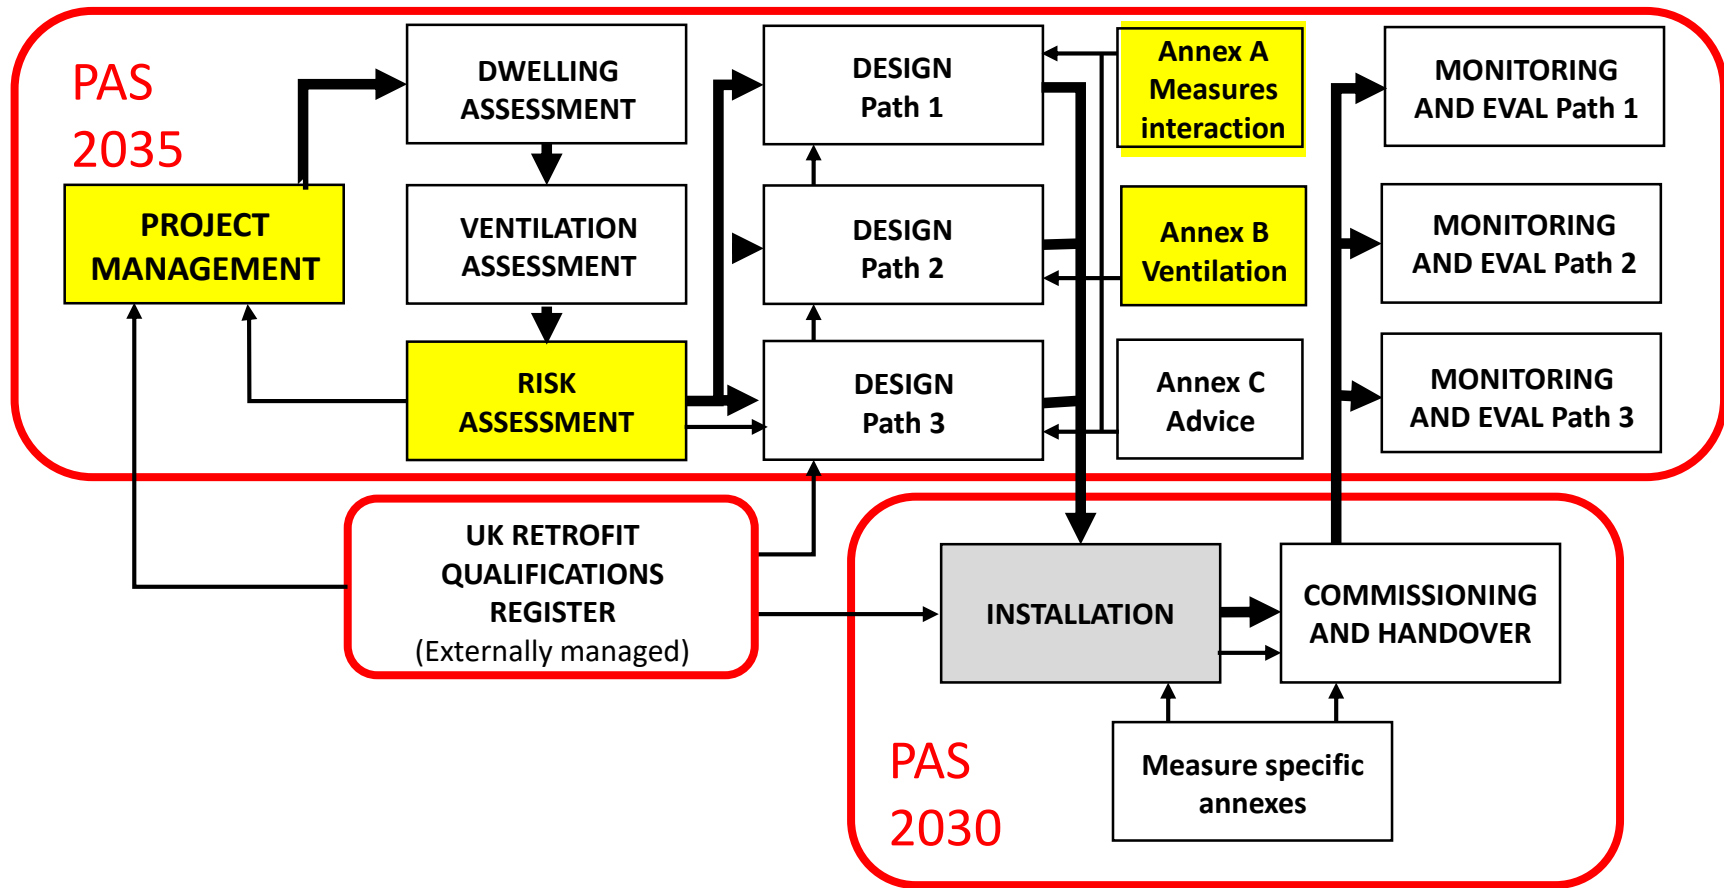 PAS
2035
PROJECT
MANAGEMENT
DWELLING
ASSESSMENT
VENTILATION
ASSESSMENT
RISK
ASSESSMENT
DESIGN
Path 1
DESIGN
Path 2
DESIGN
Path 3
Annex A
Measures
interaction
Annex B
Ventilation
Annex C
Advice
MONITORING
AND EVAL Path 1
MONITORING
AND EVAL Path 2
MONITORING
AND EVAL Path 3
UK RETROFIT
QUALIFICATIONS
REGISTER
(Externally managed)
PAS
2030
INSTALLATION
COMMISSIONING
AND HANDOVER
Measure specific
annexes